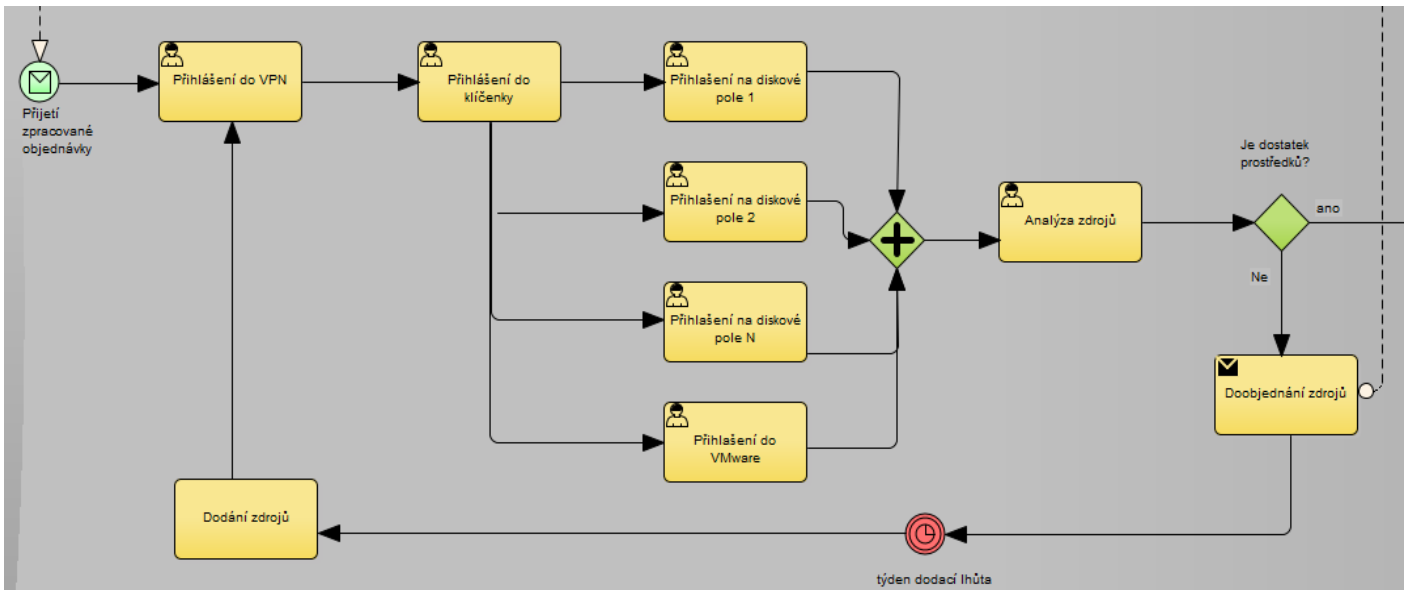 Přijetí
zpracované
objednávky
Přihlášení do VPN
Přihlášení do
klíčenky
Přihlašení na diskové
pole 1
Přihlašení na diskové
pole 2
Přihlašení na diskové
pole N
Přihlašení do
VMware
Analýza zdrojů
Je dostatek
prostředků?
ano
Ne
Doobjednání zdrojů
týden dodací lhůta
Dodání zdrojů